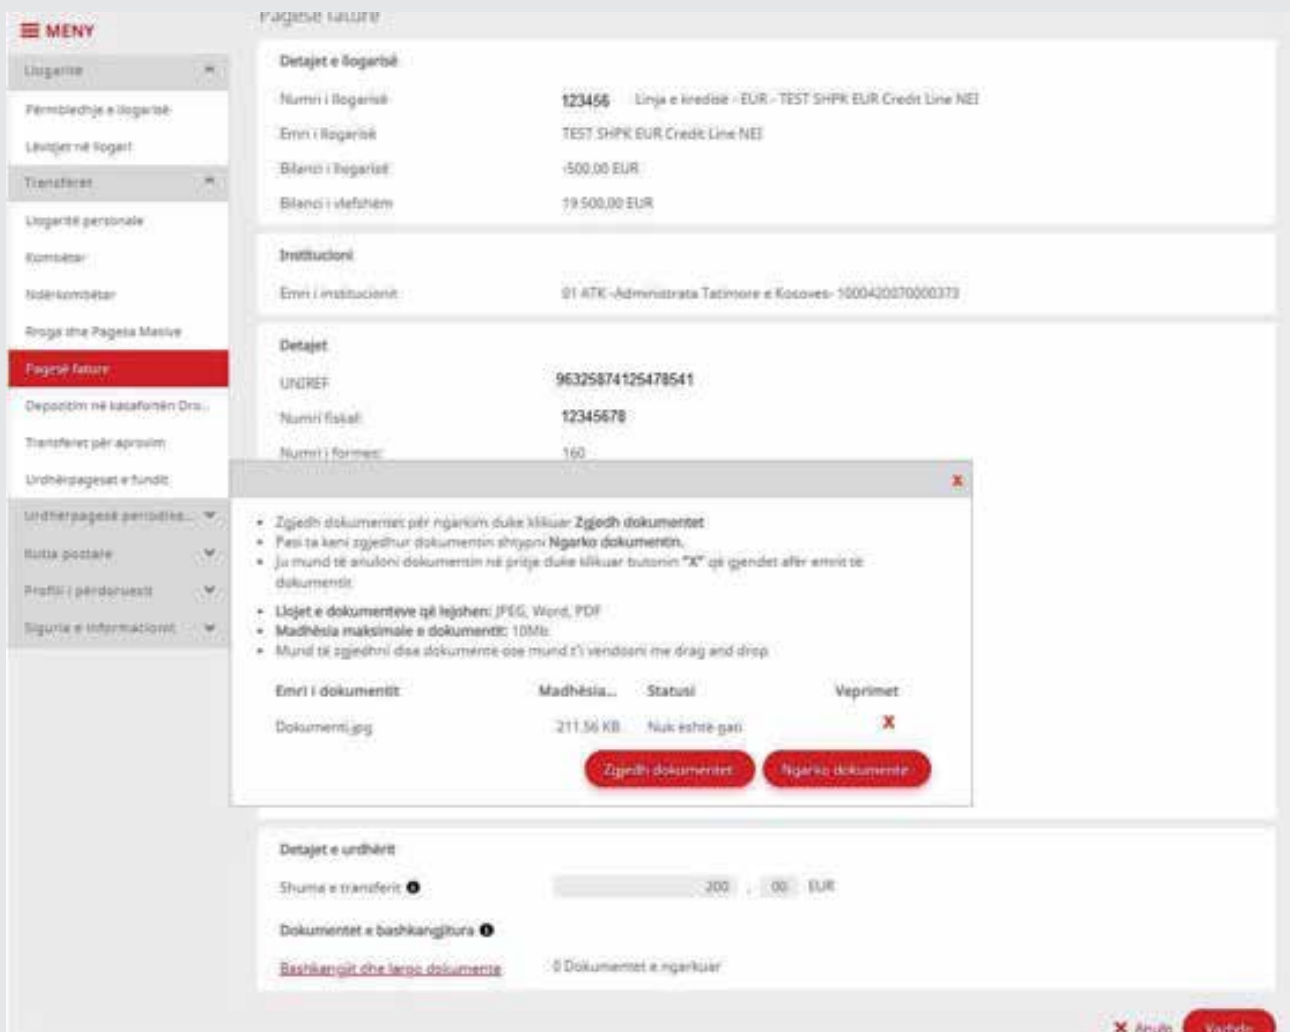 Pagesë fature
MENY
Llogaritë
Përmbledhje e llogarisë
Lëvizjet në llogari
Transferet
Llogaritë personale
Kombëtar
Ndërkombëtar
Rroga dhe Pagesa Masive
Pagesë fature
Depozitim në kasafortën Dro...
Transferet për aprovim
Urdhërpagesat e fundit
Urdhërpagesë periodike...
Kutia postare
Profili i përdoruesit
Siguria e informacionit
Detajet e llogarisë
Numri i llogarisë 123456 Linja e kredisë - EUR - TEST SHPK EUR Credit Line NEI
Emri i llogarisë TEST SHPK EUR Credit Line NEI
Bilanci i llogarisë -500,00 EUR
Bilanci i vlefshëm 19 500,00 EUR
Institucioni
Emri i institucionit 01 ATK -Administrata Tatimore e Kosoves- 1000420070000373
Detajet
UNIREF 96325874125478541
Numri fiskal: 12345678
Numri i formës: 160
X
• Zgjedh dokumentet për ngarkim duke klikuar Zgjedh dokumentet
• Pasi ta keni zgjedhur dokumentin shtypni Ngarko dokumentin.
• Ju mund të anuloni dokumentin në pritje duke klikuar butonin "X" që gjendet afër emrit të
dokumentit
• Llojet e dokumenteve që lejohen: JPEG, Word, PDF
• Madhësia maksimale e dokumentit: 10Mb
• Mund të zgjedhni disa dokumente ose mund t'i vendosni me drag and drop
Emri i dokumentit Madhësia... Statusi Veprimet
Dokumenti.jpg 211.56 KB Nuk është gati X
Zgjedh dokumentet Ngarko dokumente
Detajet e urdhërit
Shuma e transferit 200 , 00 EUR
Dokumentet e bashkangjitura
Bashkangjit dhe largo dokumente 0 Dokumentet e ngarkuar
X Anulo Vazhdo